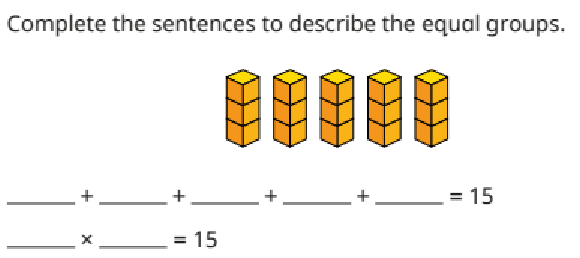 Complete the sentences to describe the equal groups.
_____ + _____ + _____ + _____ + _____ = 15
_____ × _____ = 15